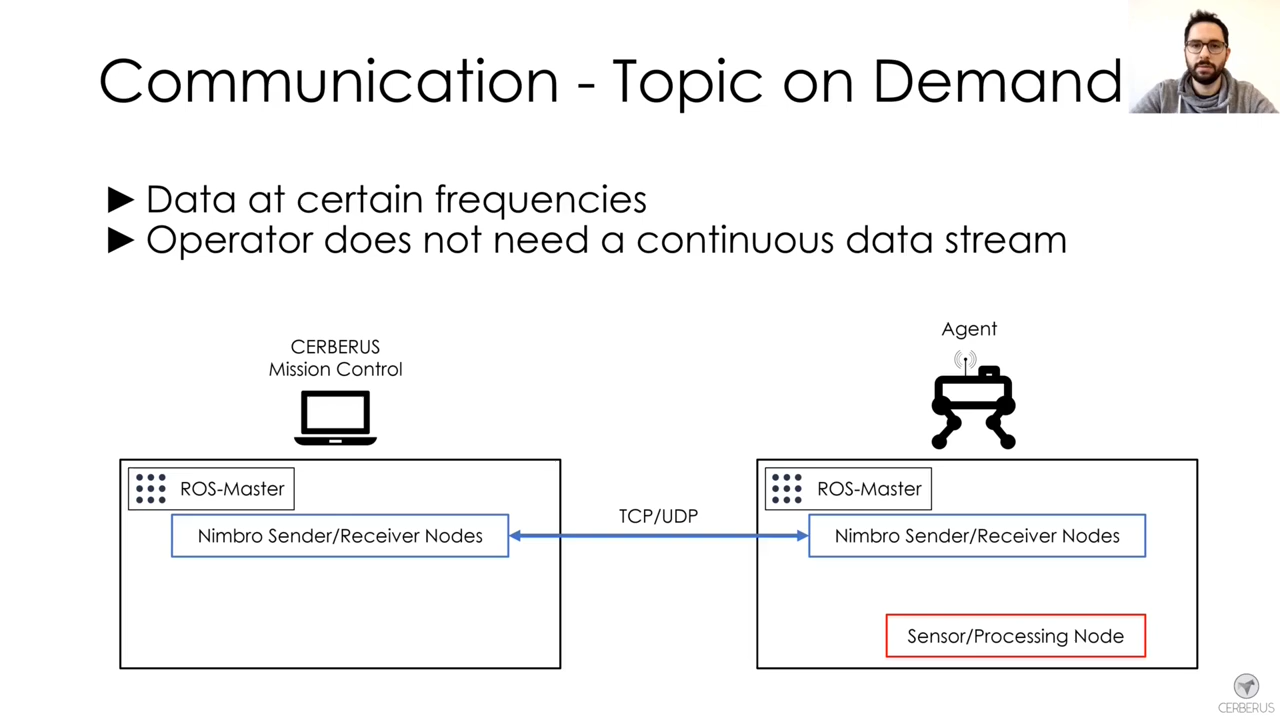 Communication - Topic on Demand
► Data at certain frequencies
► Operator does not need a continuous data stream
CERBERUS
Mission Control
Agent
ROS-Master
Nimbro Sender/Receiver Nodes
TCP/UDP
ROS-Master
Nimbro Sender/Receiver Nodes
Sensor/Processing Node
CERBERUS